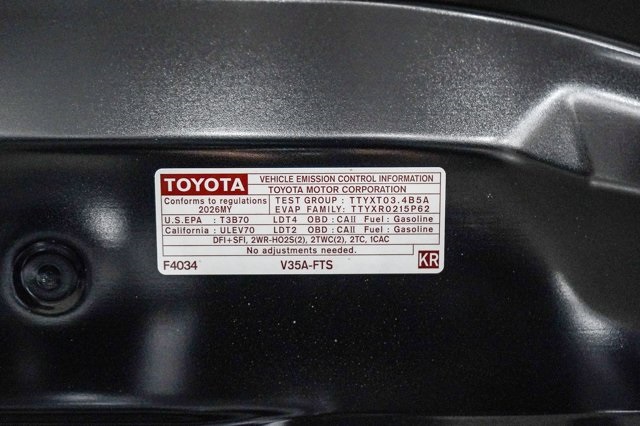 TOYOTA VEHICLE EMISSION CONTROL INFORMATION
TOYOTA MOTOR CORPORATION
Conforms to regulations TEST GROUP : TTYXT03.4B5A
2026MY EVAP FAMILY: TTYXR0215P62
U.S.EPA : T3B70 LDT4 OBD : CAII Fuel : Gasoline
California : ULEV70 LDT2 OBD : CAII Fuel : Gasoline
DFI+SFI, 2WR-HO2S(2), 2TWC(2), 2TC, 1CAC
No adjustments needed.
F4034 V35A-FTS KR